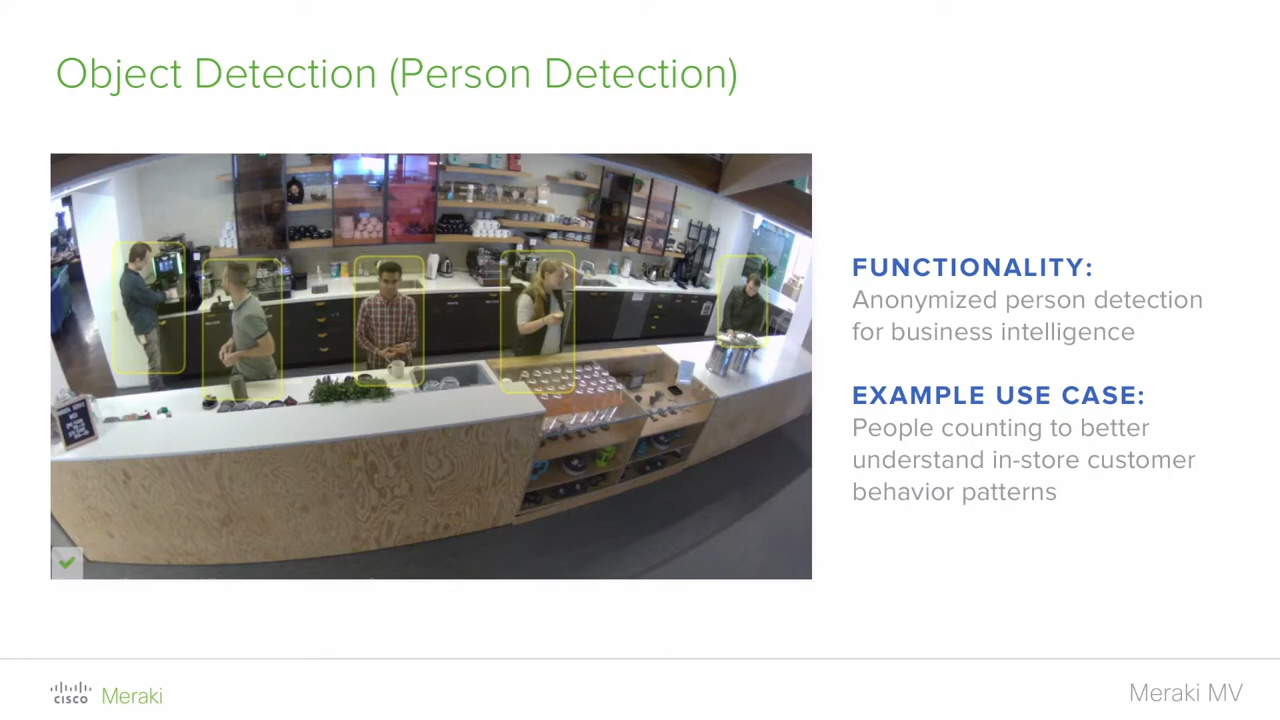 Object Detection (Person Detection)
FUNCTIONALITY:
Anonymized person detection
for business intelligence
EXAMPLE USE CASE:
People counting to better
understand in-store customer
behavior patterns
CISCO Meraki
Meraki MV